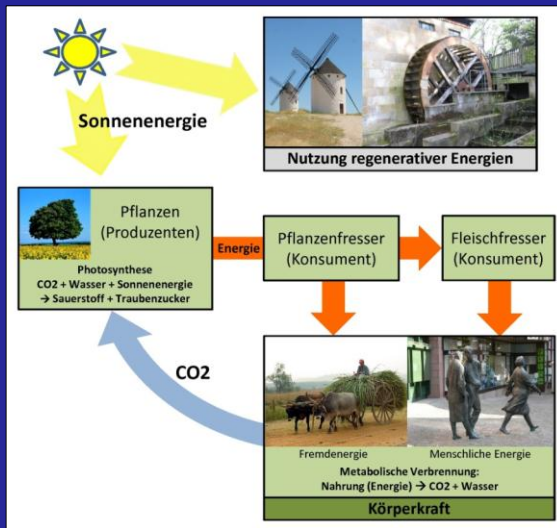 Sonnenenergie
Nutzung regenerativer Energien
Pflanzen
(Produzenten)
Photosynthese
CO2 + Wasser + Sonnenenergie
→ Sauerstoff + Traubenzucker
Energie
Pflanzenfresser
(Konsument)
Fleischfresser
(Konsument)
CO2
Fremdenergie
Menschliche Energie
Metabolische Verbrennung:
Nahrung (Energie) → CO2 + Wasser
Körperkraft